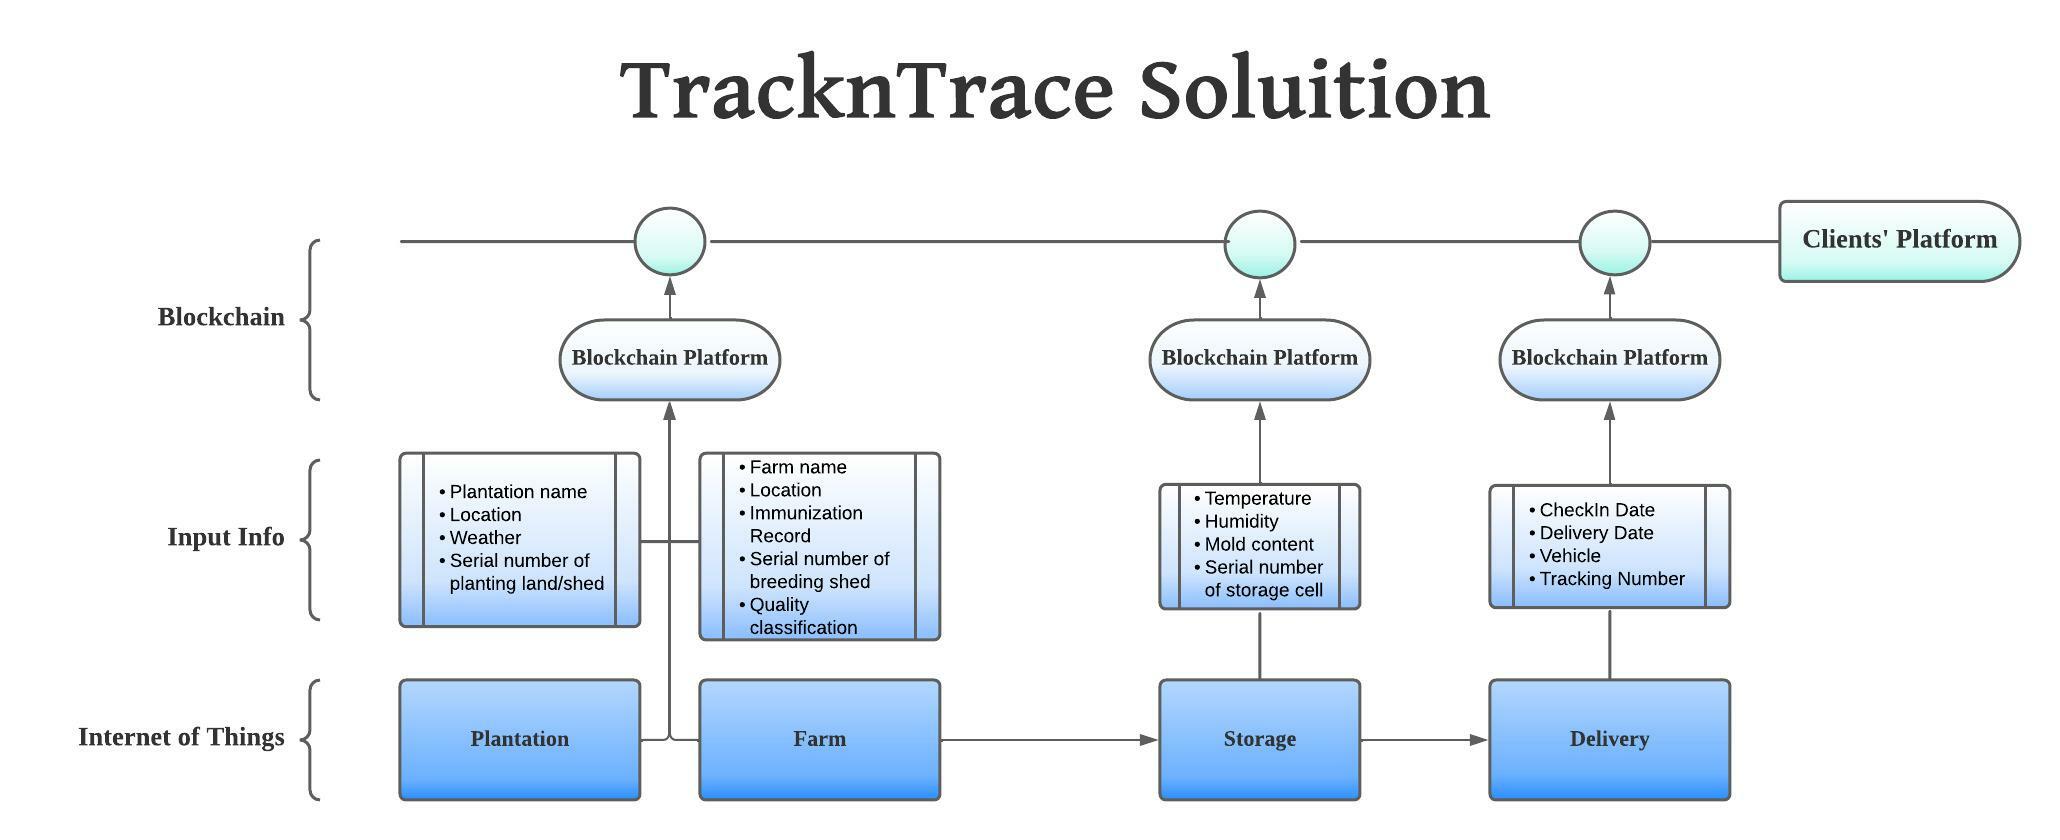 TracknTrace Soluition
Clients' Platform
Blockchain
Blockchain Platform
Blockchain Platform
Blockchain Platform
Input Info
• Plantation name
• Location
• Weather
• Serial number of
planting land/shed
• Farm name
• Location
• Immunization
Record
• Serial number of
breeding shed
• Quality
classification
• Temperature
• Humidity
• Mold content
• Serial number
of storage cell
• CheckIn Date
• Delivery Date
• Vehicle
• Tracking Number
Internet of Things
Plantation
Farm
Storage
Delivery